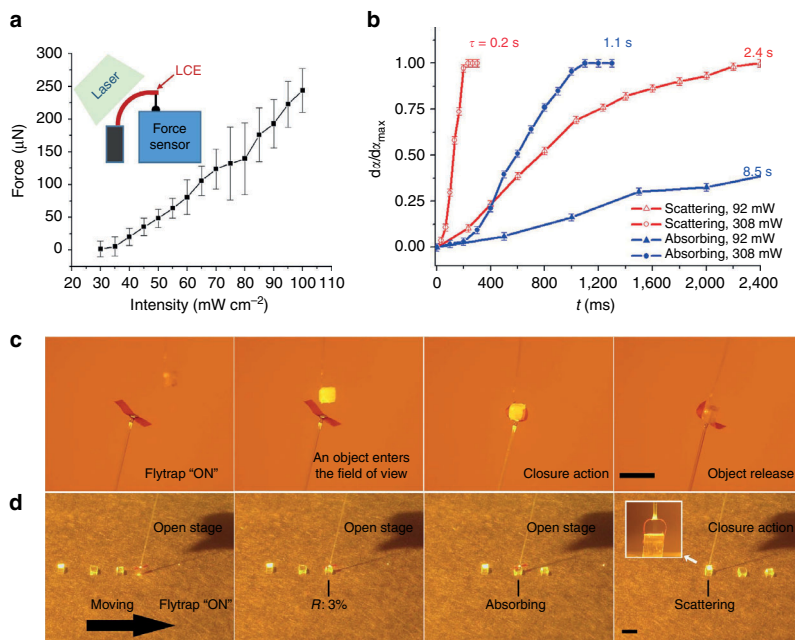 a
300
250
200
150
100
50
0
Force (μN)
20 30 40 50 60 70 80 90 100 110
Intensity (mW cm–2)
Laser
LCE
Force
sensor
b
τ = 0.2 s
1.1 s
2.4 s
8.5 s
1.00
0.75
0.50
0.25
0.00
dα/dαmax
Scattering, 92 mW
Scattering, 308 mW
Absorbing, 92 mW
Absorbing, 308 mW
0 400 800 1,200 1,600 2,000 2,400
t (ms)
c
Flytrap “ON”
An object enters
the field of view
Closure action
Object release
d
Open stage
Moving
Flytrap “ON”
Open stage
R: 3%
Open stage
Absorbing
Closure action
Scattering